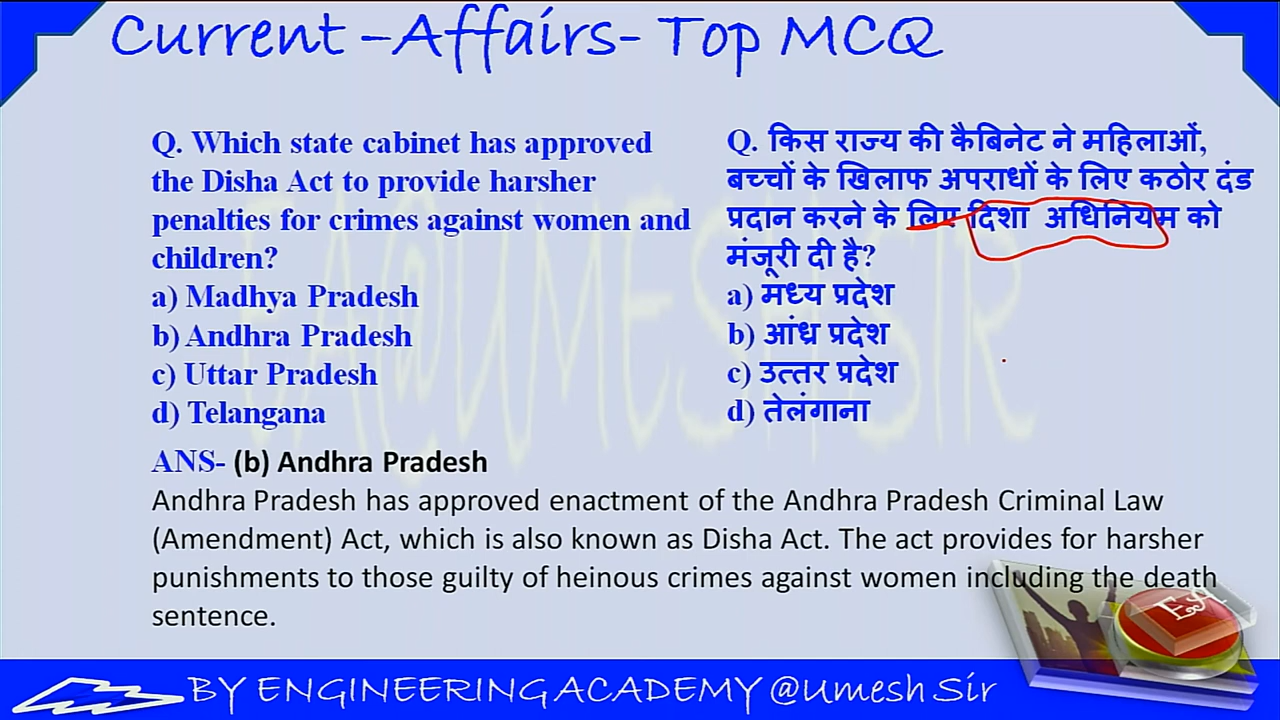 Current -Affairs- Top MCQ
Q. Which state cabinet has approved
the Disha Act to provide harsher
penalties for crimes against women and
children?
a) Madhya Pradesh
b) Andhra Pradesh
c) Uttar Pradesh
d) Telangana
Q. किस राज्य की कैबिनेट ने महिलाओं,
बच्चों के खिलाफ अपराधों के लिए कठोर दंड
प्रदान करने के लिए दिशा अधिनियम को
मंजूरी दी है?
a) मध्य प्रदेश
b) आंध्र प्रदेश
c) उत्तर प्रदेश
d) तेलंगाना
ANS- (b) Andhra Pradesh
Andhra Pradesh has approved enactment of the Andhra Pradesh Criminal Law
(Amendment) Act, which is also known as Disha Act. The act provides for harsher
punishments to those guilty of heinous crimes against women including the death
sentence.
EA@UMESH SIR
EA
BY ENGINEERING ACADEMY @Umesh Sir